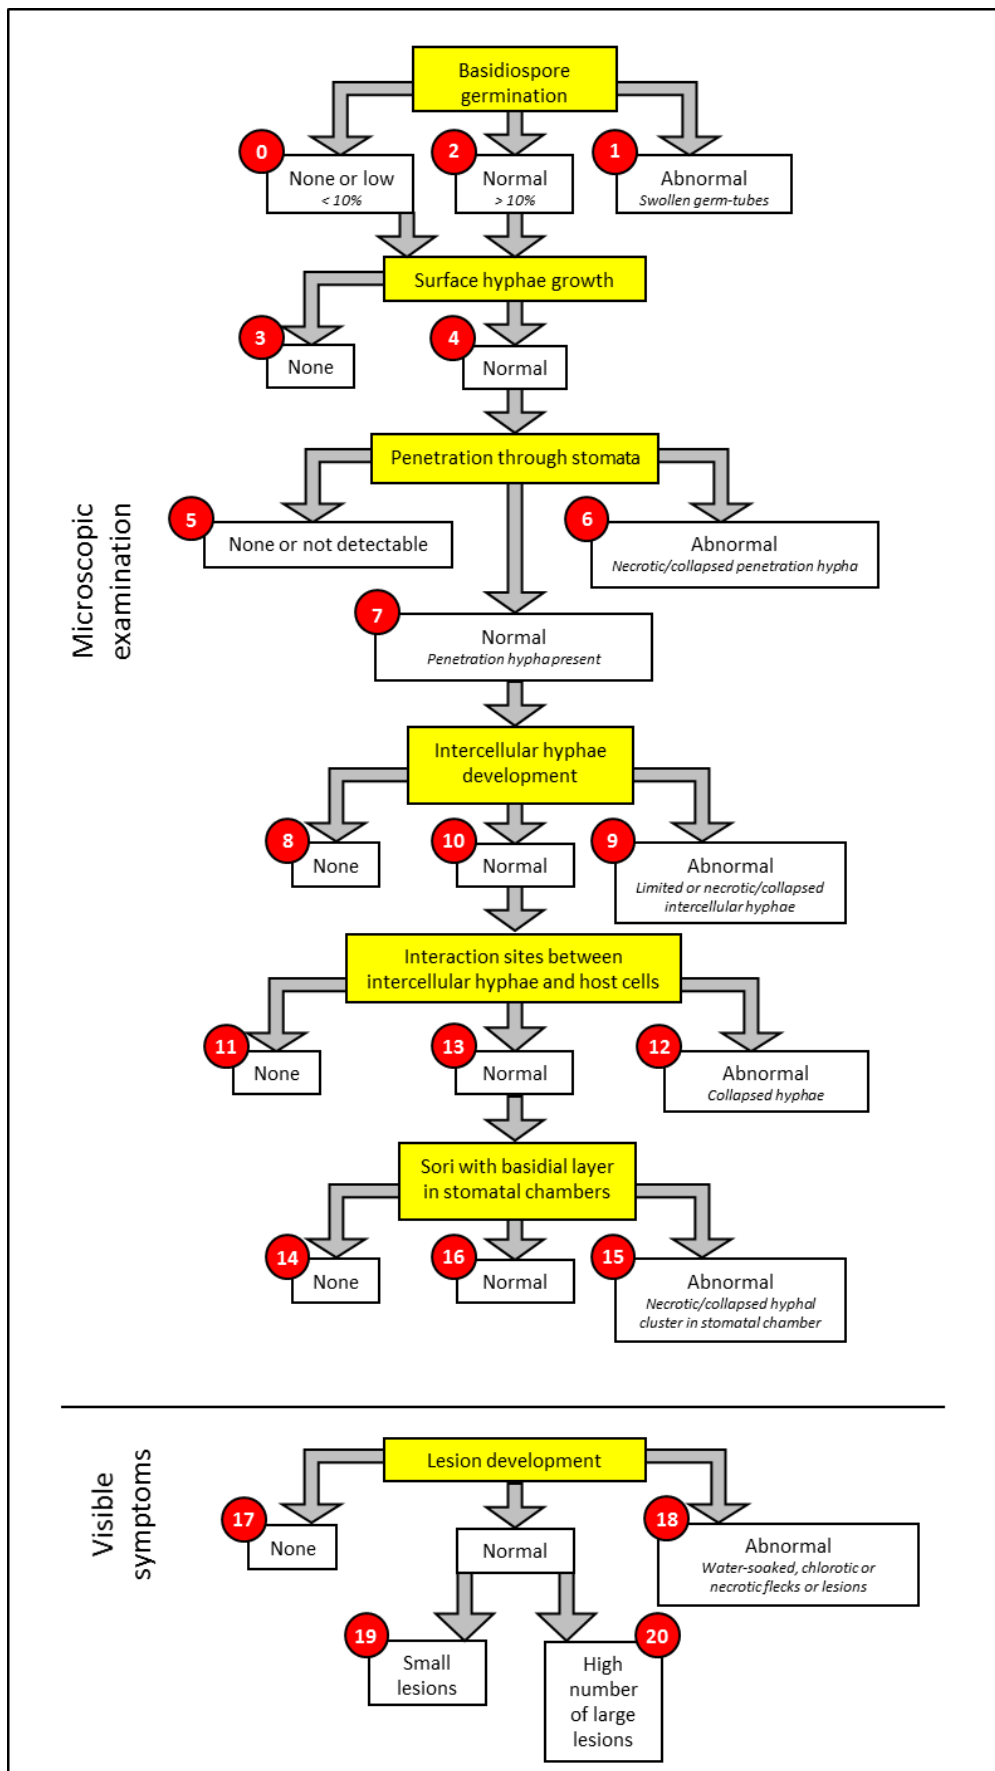 Basidiospore
germination
0
2
1
None or low
< 10%
Normal
> 10%
Abnormal
Swollen germ-tubes
Surface hyphae growth
3
4
None
Normal
Penetration through stomata
5
6
None or not detectable
Abnormal
Necrotic/collapsed penetration hypha
7
Normal
Penetration hypha present
Microscopic
examination
Intercellular hyphae
development
8
10
9
None
Normal
Abnormal
Limited or necrotic/collapsed
intercellular hyphae
Interaction sites between
intercellular hyphae and host cells
11
13
12
None
Normal
Abnormal
Collapsed hyphae
Sori with basidial layer
in stomatal chambers
14
16
15
None
Normal
Abnormal
Necrotic/collapsed hyphal
cluster in stomatal chamber
Visible
symptoms
Lesion development
17
18
None
Normal
Abnormal
Water-soaked, chlorotic or
necrotic flecks or lesions
19
20
Small
lesions
High
number
of large
lesions